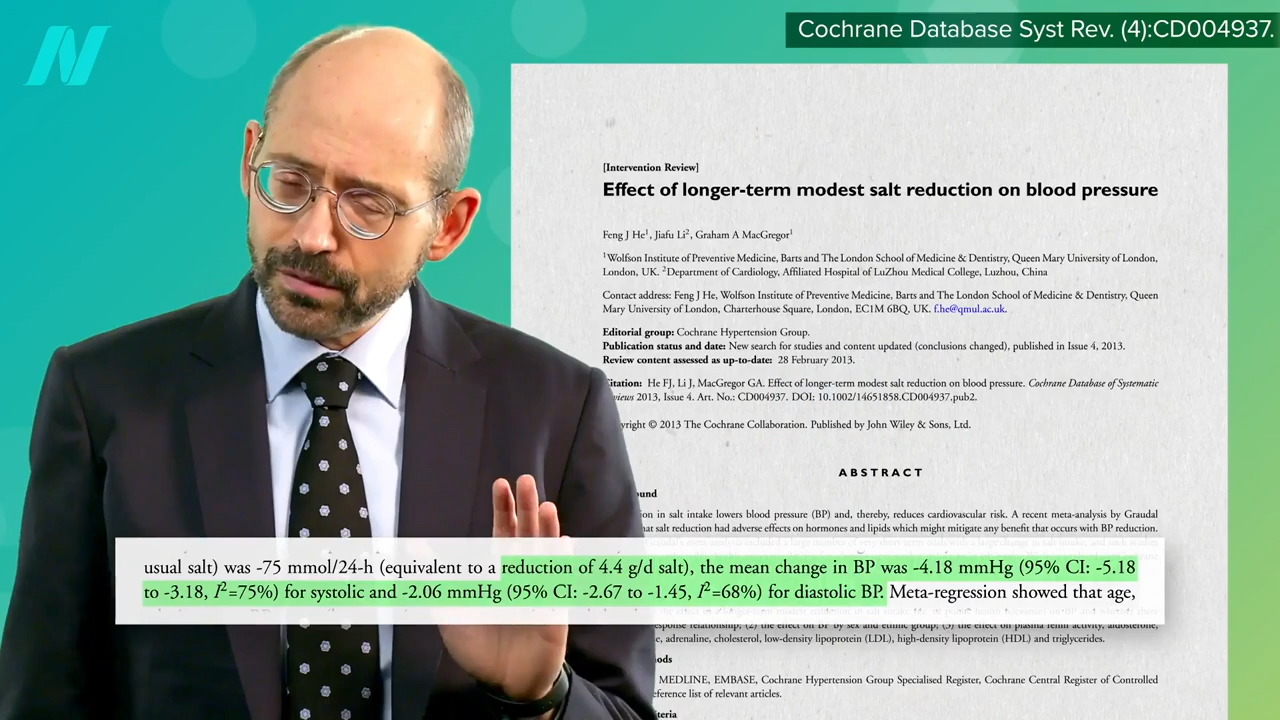 N
Cochrane Database Syst Rev. (4):CD004937.
[Intervention Review]
Effect of longer-term modest salt reduction on blood pressure
Feng J He1, Jiafu Li2, Graham A MacGregor1
1Wolfson Institute of Preventive Medicine, Barts and The London School of Medicine & Dentistry, Queen Mary University of London,
London, UK. 2Department of Cardiology, Affiliated Hospital of LuZhou Medical College, Luzhou, China
Contact address: Feng J He, Wolfson Institute of Preventive Medicine, Barts and The London School of Medicine & Dentistry, Queen
Mary University of London, Charterhouse Square, London, EC1M 6BQ, UK. f.he@qmul.ac.uk.
Editorial group: Cochrane Hypertension Group.
Publication status and date: New search for studies and content updated (conclusions changed), published in Issue 4, 2013.
Review content assessed as up-to-date: 28 February 2013.
Citation: He FJ, Li J, MacGregor GA. Effect of longer-term modest salt reduction on blood pressure. Cochrane Database of Systematic
2013, Issue 4. Art. No.: CD004937. DOI: 10.1002/14651858.CD004937.pub2.
© 2013 The Cochrane Collaboration. Published by John Wiley & Sons, Ltd.
ABSTRACT
in salt intake lowers blood pressure (BP) and, thereby, reduces cardiovascular risk. A recent meta-analysis by Graudal
salt reduction had adverse effects on hormones and lipids which might mitigate any benefit that occurs with BP reduction.
usual salt) was -75 mmol/24-h (equivalent to a reduction of 4.4 g/d salt), the mean change in BP was -4.18 mmHg (95% CI: -5.18
to -3.18, I2=75%) for systolic and -2.06 mmHg (95% CI: -2.67 to -1.45, I2=68%) for diastolic BP. Meta-regression showed that age,
response relationship; (2) the effect on BP by sex and ethnic group; (3) the effect on plasma renin activity, aldosterone,
adrenaline, cholesterol, low-density lipoprotein (LDL), high-density lipoprotein (HDL) and triglycerides.
MEDLINE, EMBASE, Cochrane Hypertension Group Specialised Register, Cochrane Central Register of Controlled
reference list of relevant articles.